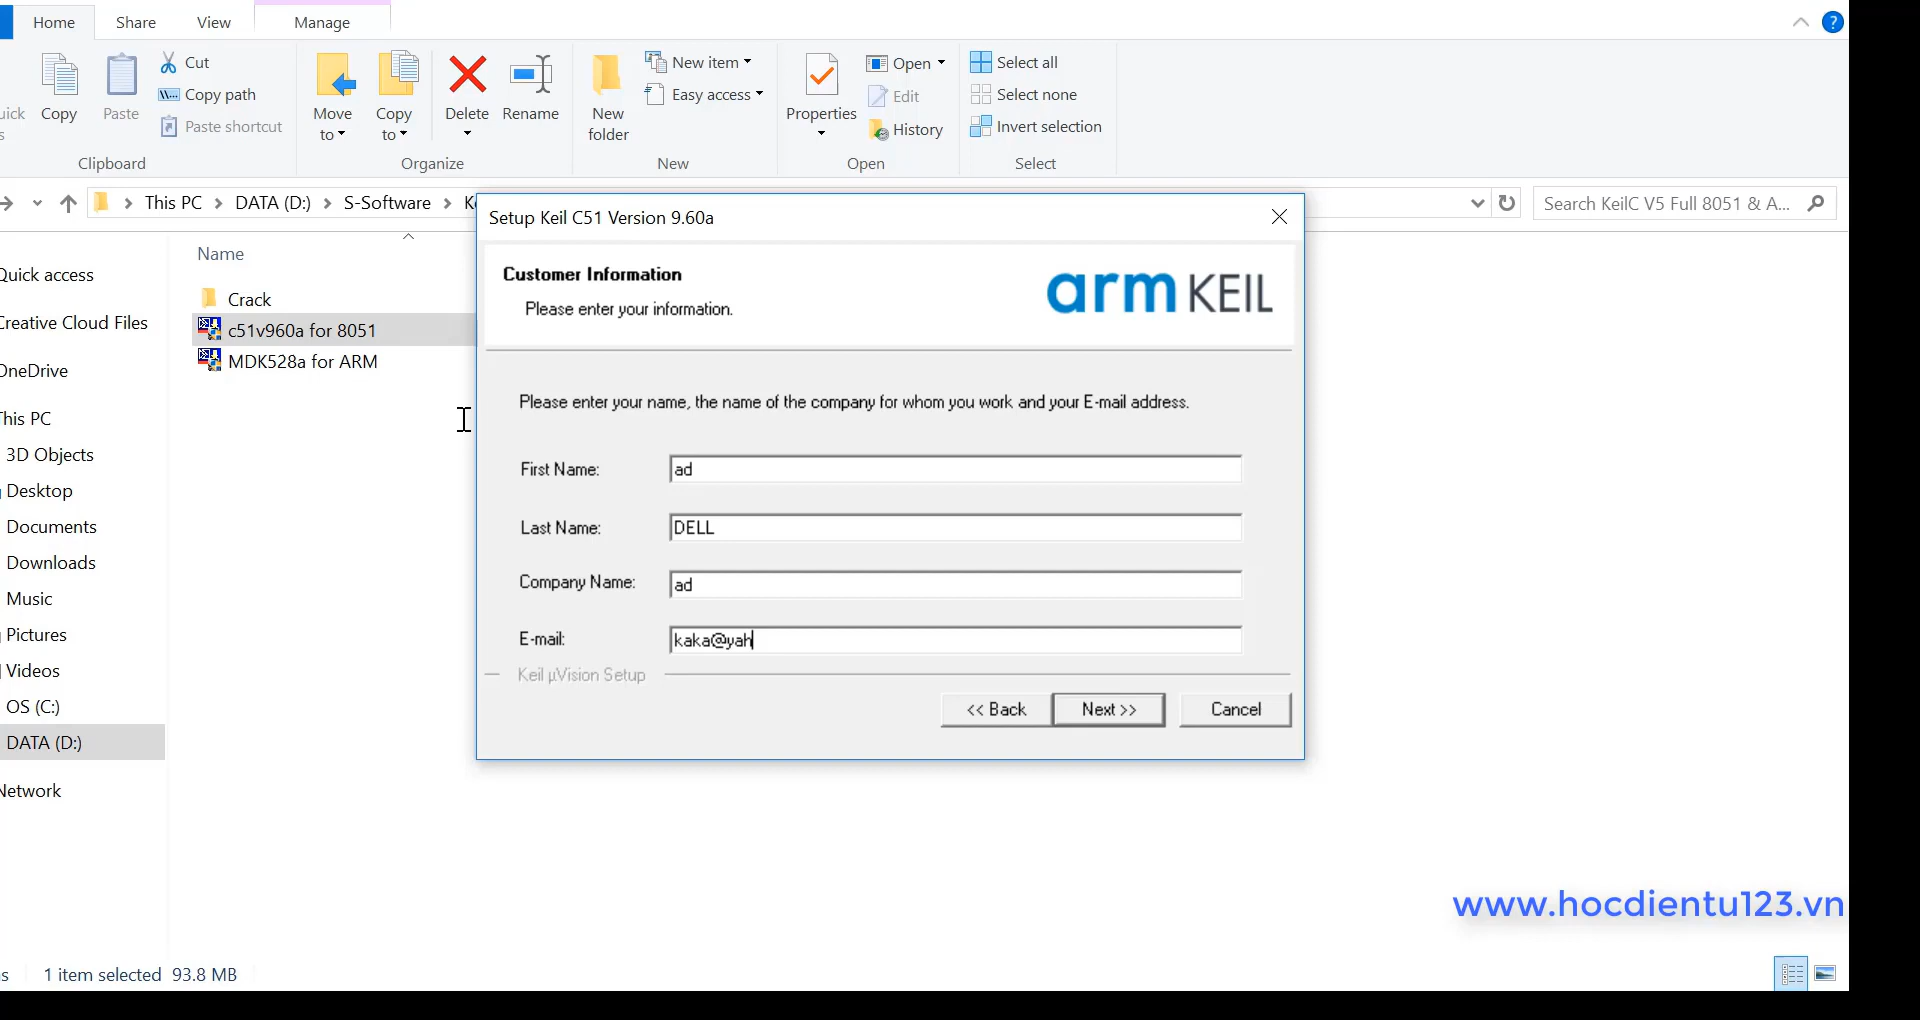 Home
Share
View
Manage
Copy
Paste
Cut
Copy path
Paste shortcut
Clipboard
Move to
Copy to
Delete
Rename
Organize
New folder
New item
Easy access
New
Properties
Open
Edit
History
Open
Select all
Select none
Invert selection
Select
This PC
DATA (D:)
S-Software
Search KeilC V5 Full 8051 & A...
Quick access
Creative Cloud Files
OneDrive
This PC
3D Objects
Desktop
Documents
Downloads
Music
Pictures
Videos
OS (C:)
DATA (D:)
Network
Name
Crack
c51v960a for 8051
MDK528a for ARM
Setup Keil C51 Version 9.60a
Customer Information
Please enter your information.
arm KEIL
Please enter your name, the name of the company for whom you work and your E-mail address.
First Name:
ad
Last Name:
DELL
Company Name:
ad
E-mail:
kaka@yah
Keil µVision Setup
<< Back
Next >>
Cancel
www.hocdientu123.vn
1 item selected 93.8 MB